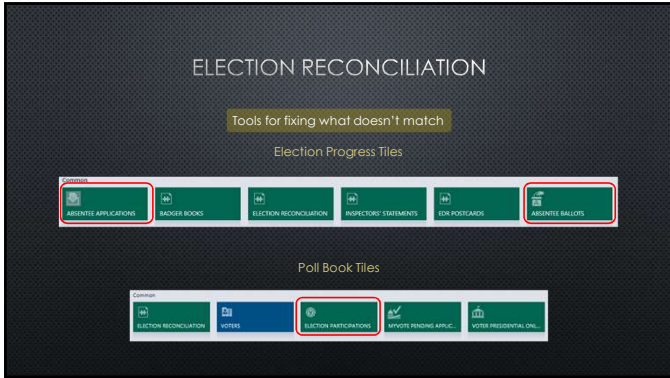 ELECTION RECONCILIATION
Tools for fixing what doesn't match
Election Progress Tiles
Common
ABSENTEE APPLICATIONS BADGER BOOKS ELECTION RECONCILIATION INSPECTORS' STATEMENTS EDR POSTCARDS ABSENTEE BALLOTS
Poll Book Tiles
Common
ELECTION RECONCILIATION VOTERS ELECTION PARTICIPATIONS MYVOTE PENDING APPLIC... VOTER PRESIDENTIAL ONL...